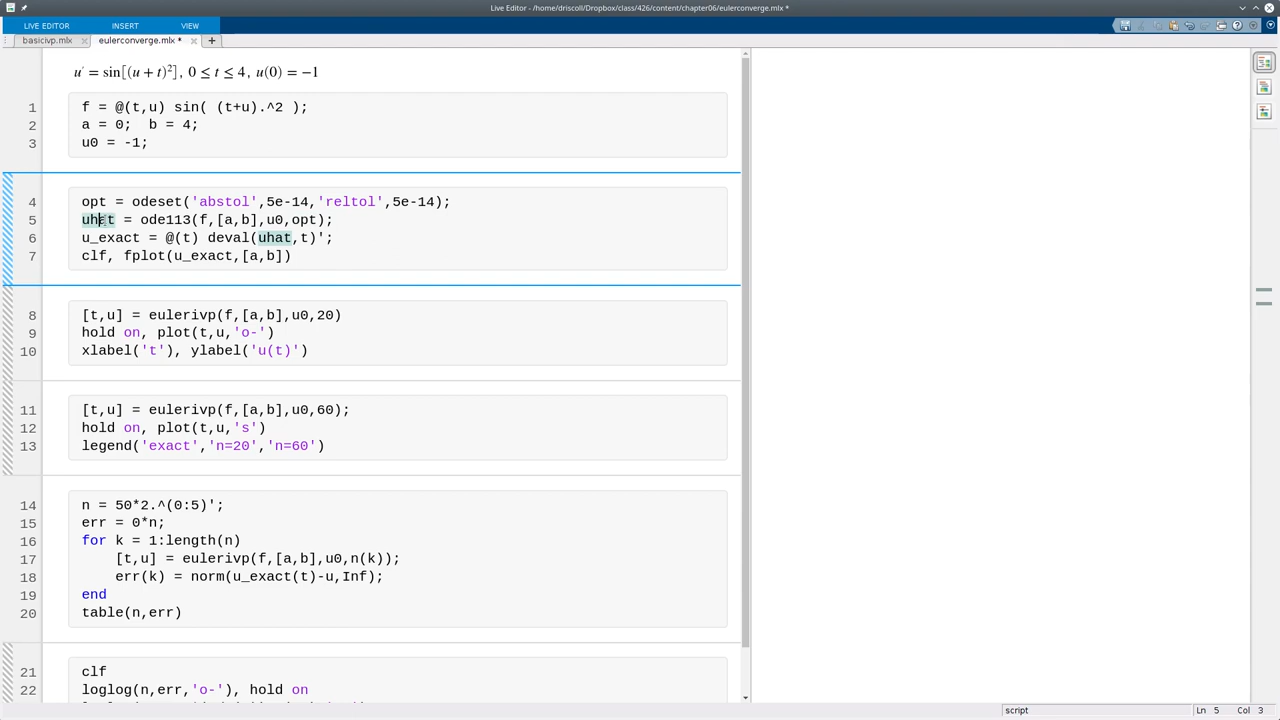 Live Editor - /home/driscoll/Dropbox/class/426/content/chapter06/eulerconverge.mlx *
LIVE EDITOR INSERT VIEW
basicivp.mlx eulerconverge.mlx *
u′ = sin[(u + t)²], 0 ≤ t ≤ 4, u(0) = −1
1 f = @(t,u) sin( (t+u).^2 );
2 a = 0;  b = 4;
3 u0 = -1;
4 opt = odeset('abstol',5e-14,'reltol',5e-14);
5 uhat = ode113(f,[a,b],u0,opt);
6 u_exact = @(t) deval(uhat,t)';
7 clf, fplot(u_exact,[a,b])
8 [t,u] = eulerivp(f,[a,b],u0,20)
9 hold on, plot(t,u,'o-')
10 xlabel('t'), ylabel('u(t)')
11 [t,u] = eulerivp(f,[a,b],u0,60);
12 hold on, plot(t,u,'s')
13 legend('exact','n=20','n=60')
14 n = 50*2.^(0:5)';
15 err = 0*n;
16 for k = 1:length(n)
17 [t,u] = eulerivp(f,[a,b],u0,n(k));
18 err(k) = norm(u_exact(t)-u,Inf);
19 end
20 table(n,err)
21 clf
22 loglog(n,err,'o-'), hold on
script Ln 5 Col 3